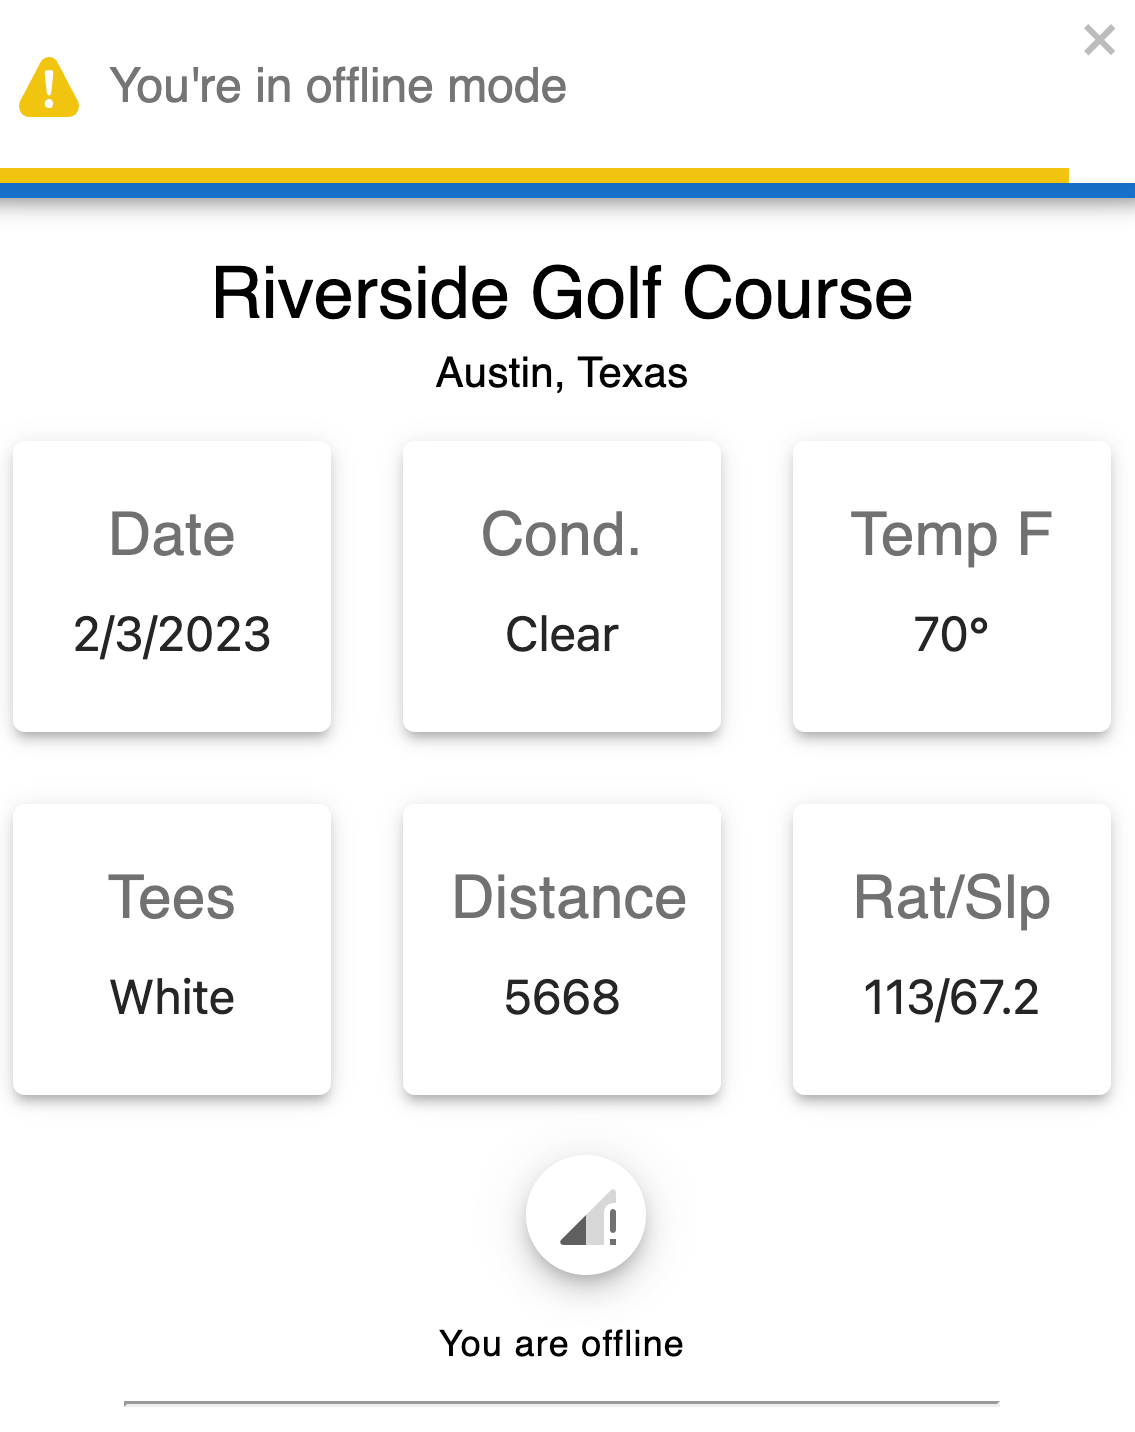 You're in offline mode
Riverside Golf Course
Austin, Texas
Date
2/3/2023
Cond.
Clear
Temp F
70°
Tees
White
Distance
5668
Rat/Slp
113/67.2
You are offline